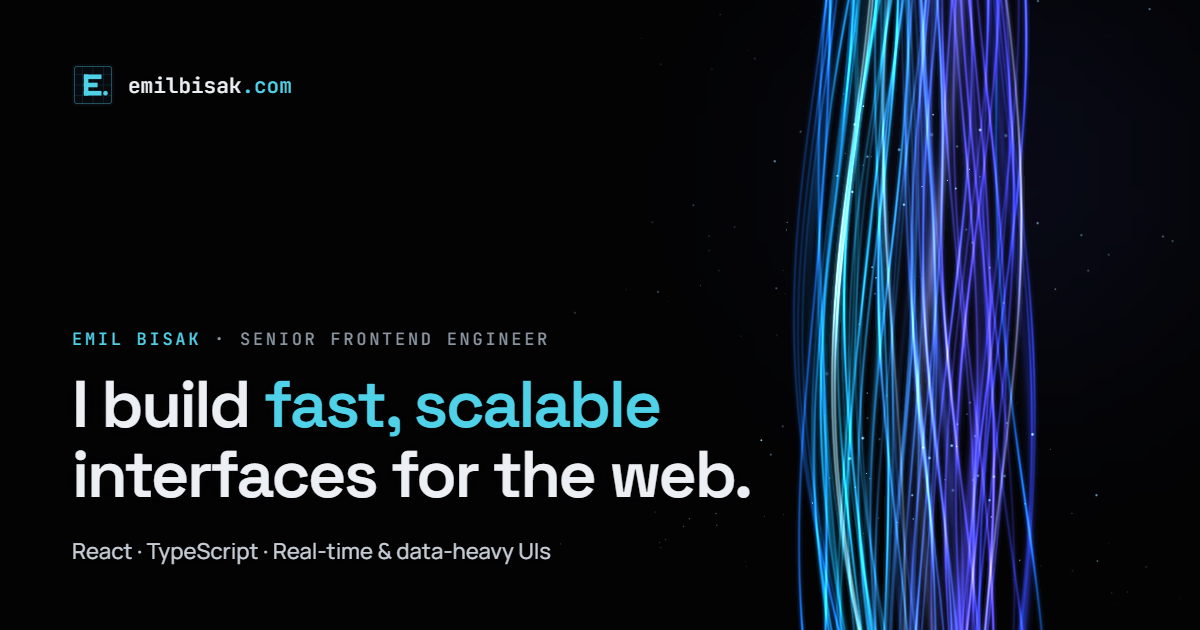 E.
emilbisak.com
EMIL BISAK · SENIOR FRONTEND ENGINEER
I build fast, scalable
interfaces for the web.
React · TypeScript · Real-time & data-heavy UIs